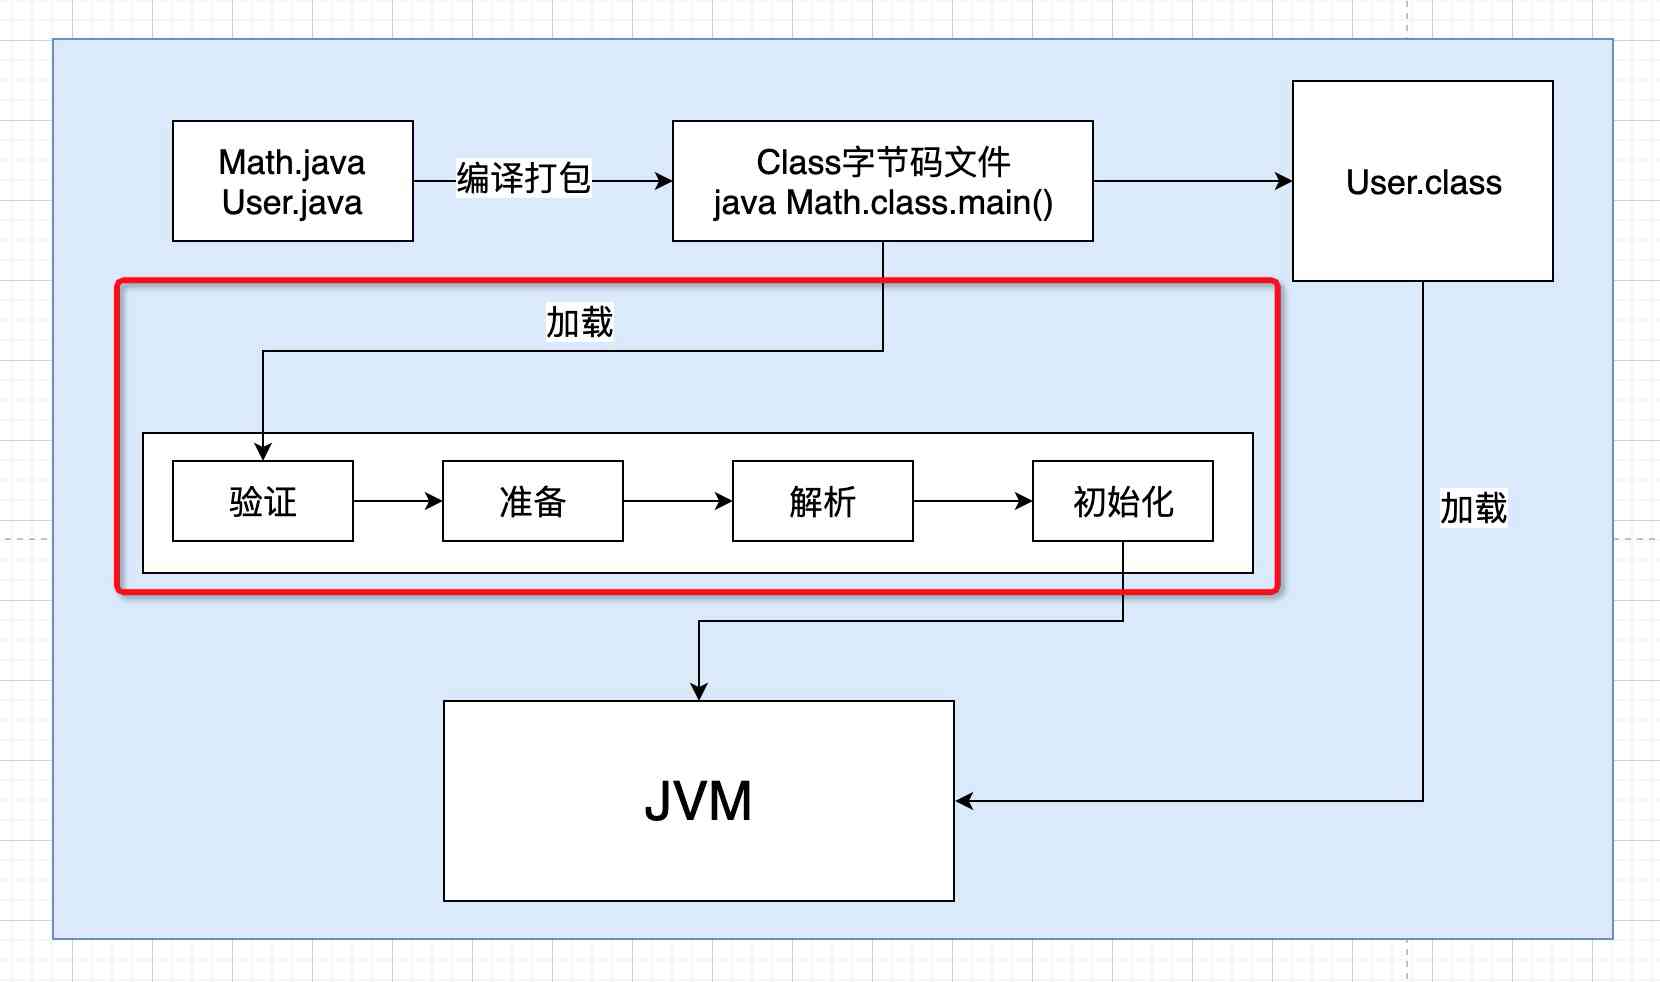 Math.java
User.java
编译打包
Class字节码文件
java Math.class.main()
User.class
加载
验证
准备
解析
初始化
加载
JVM